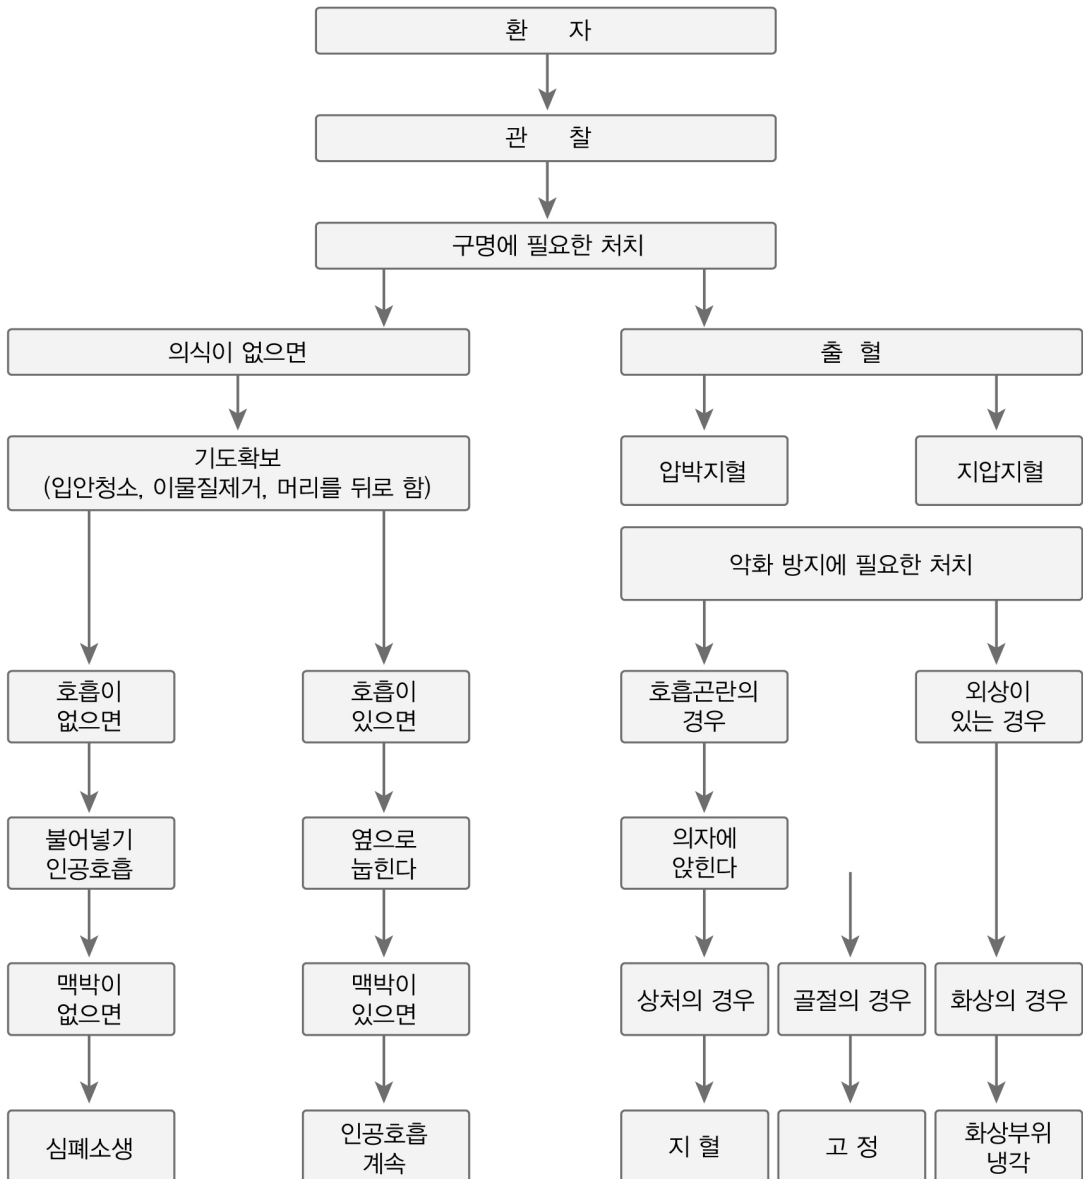 환 자
관 찰
구명에 필요한 처치
의식이 없으면
출 혈
기도확보
(입안청소, 이물질제거, 머리를 뒤로 함)
압박지혈
지압지혈
악화 방지에 필요한 처치
호흡이
없으면
호흡이
있으면
호흡곤란의
경우
외상이
있는 경우
불어넣기
인공호흡
옆으로
눕힌다
의자에
앉힌다
맥박이
없으면
맥박이
있으면
상처의 경우
골절의 경우
화상의 경우
심폐소생
인공호흡
계속
지 혈
고 정
화상부위
냉각